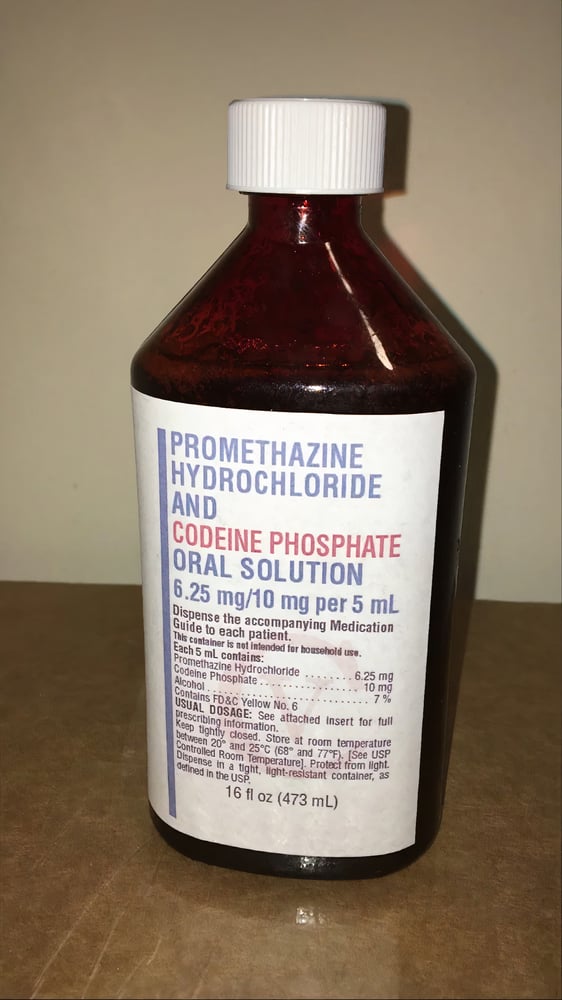 PROMETHAZINE
HYDROCHLORIDE
AND
CODEINE PHOSPHATE
ORAL SOLUTION
6.25 mg/10 mg per 5 mL
Dispense the accompanying Medication
Guide to each patient.
This container is not intended for household use.
Each 5 mL contains:
Promethazine Hydrochloride ........ 6.25 mg
Codeine Phosphate .................. 10 mg
Alcohol .............................. 7 %
Contains FD&C Yellow No. 6
USUAL DOSAGE: See attached insert for full
prescribing information.
Keep tightly closed. Store at room temperature
between 20° and 25°C (68° and 77°F). [See USP
Controlled Room Temperature]. Protect from light.
Dispense in a tight, light-resistant container, as
defined in the USP.
16 fl oz (473 mL)